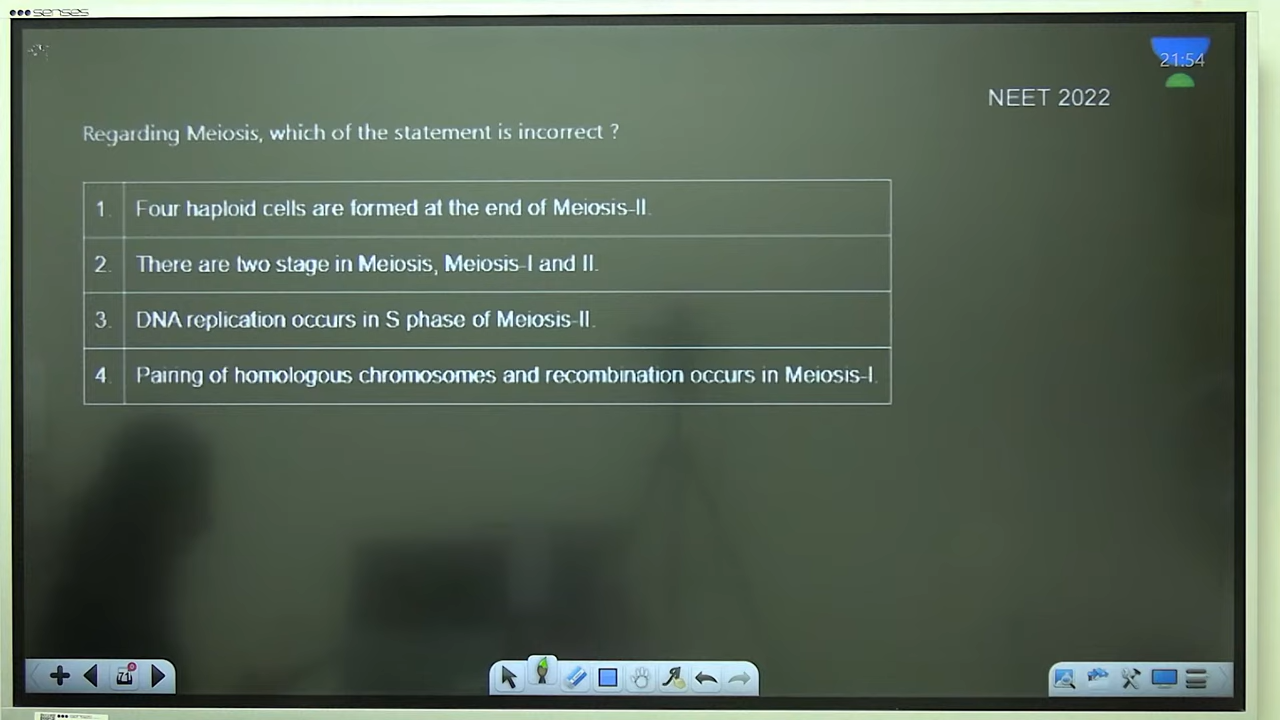 senses
21:54
NEET 2022
Regarding Meiosis, which of the statement is incorrect ?
1. Four haploid cells are formed at the end of Meiosis-II.
2. There are two stage in Meiosis, Meiosis-I and II.
3. DNA replication occurs in S phase of Meiosis-II.
4. Pairing of homologous chromosomes and recombination occurs in Meiosis-I.
71